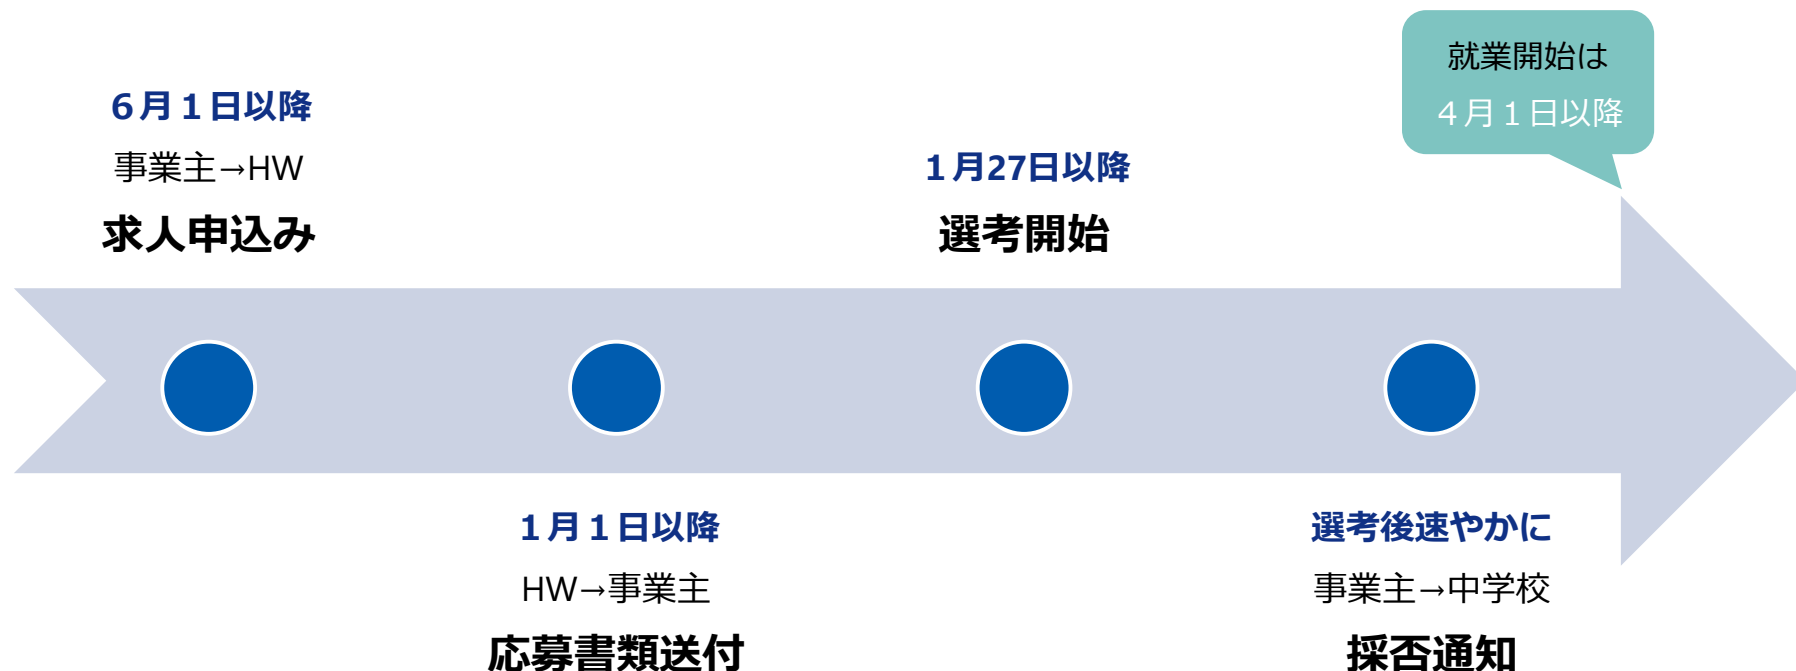 ６月１日以降
事業主→HW
求人申込み
１月１日以降
HW→事業主
応募書類送付
１月27日以降
選考開始
選考後速やかに
事業主→中学校
採否通知
就業開始は
４月１日以降